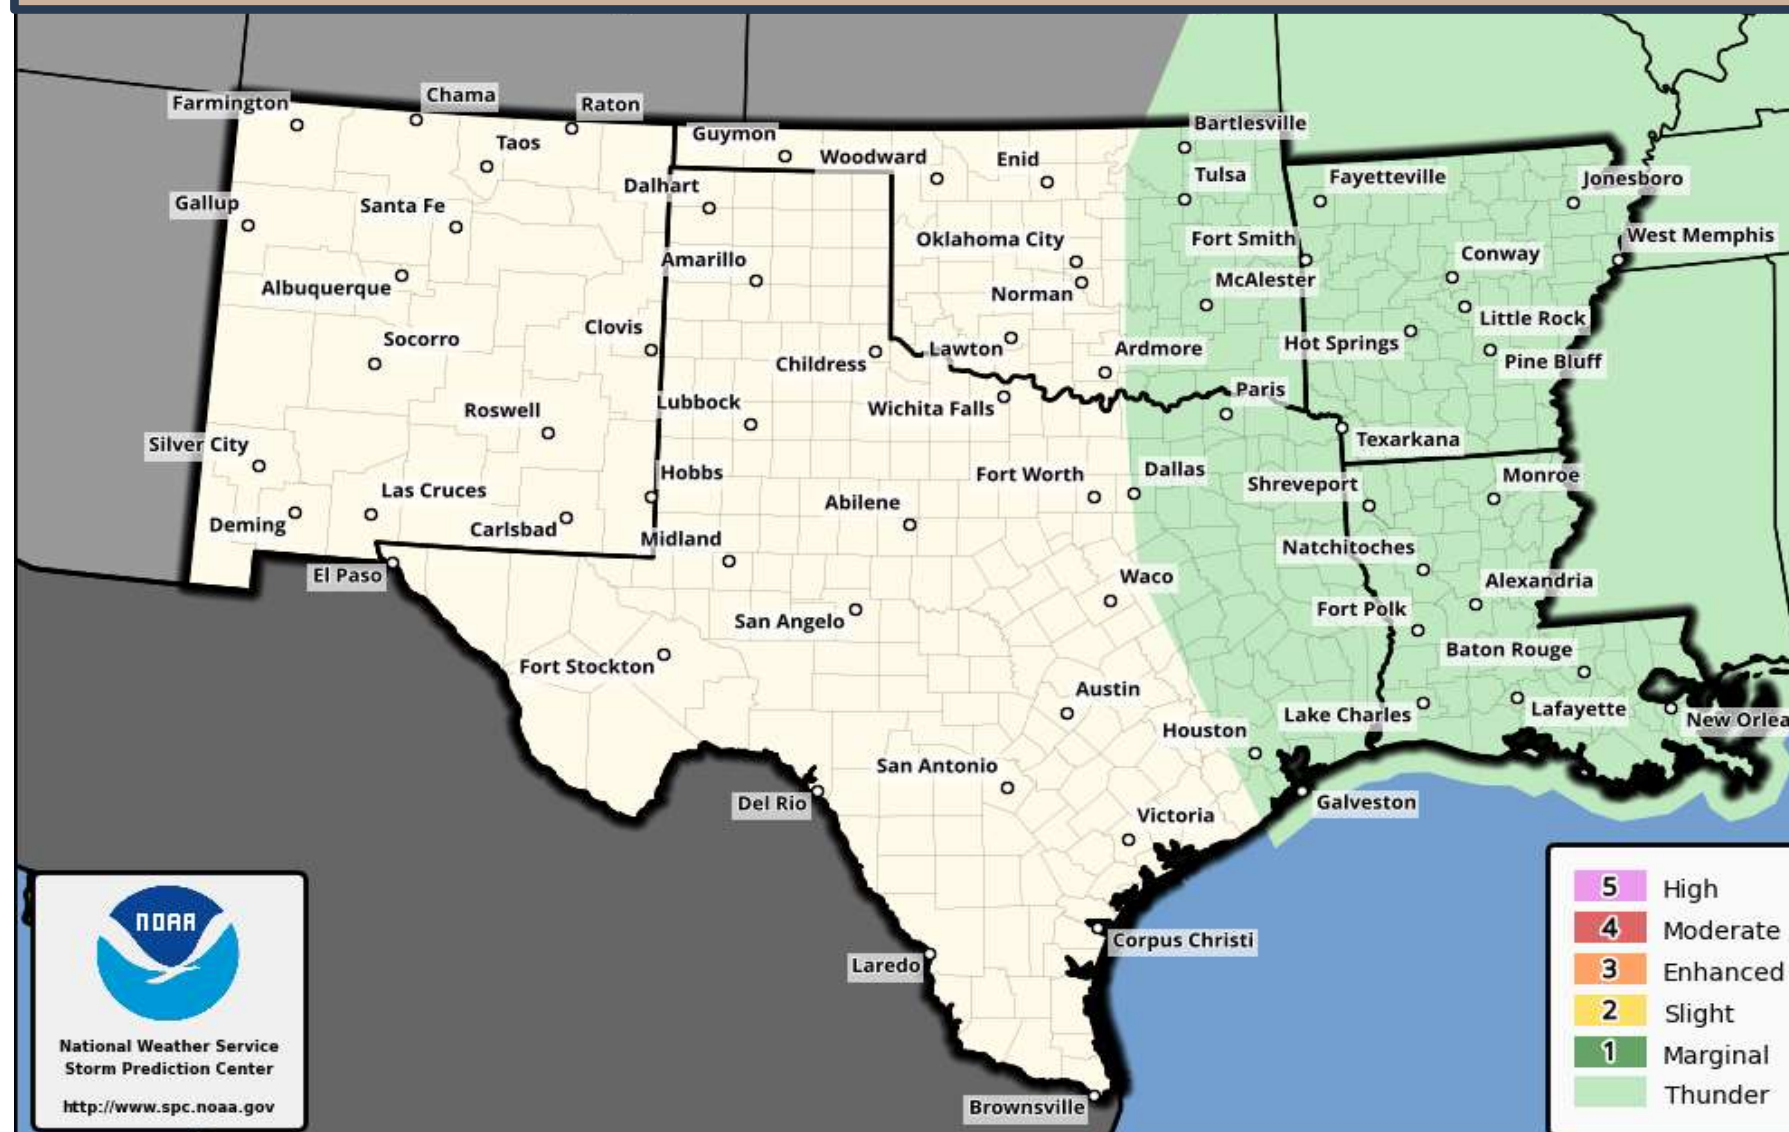 Farmington
Chama
Raton
Taos
Guymon
Woodward
Enid
Bartlesville
Tulsa
Fayetteville
Jonesboro
Gallup
Santa Fe
Dalhart
Oklahoma City
Fort Smith
West Memphis
Albuquerque
Amarillo
Norman
McAlester
Conway
Little Rock
Socorro
Clovis
Childress
Lawton
Ardmore
Hot Springs
Pine Bluff
Roswell
Lubbock
Wichita Falls
Paris
Texarkana
Silver City
Hobbs
Fort Worth
Dallas
Shreveport
Monroe
Deming
Las Cruces
Carlsbad
Midland
Abilene
Natchitoches
El Paso
Waco
Alexandria
San Angelo
Fort Polk
Fort Stockton
Baton Rouge
Austin
Houston
Lake Charles
Lafayette
New Orlea
San Antonio
Del Rio
Galveston
Victoria
Corpus Christi
Laredo
Brownsville
NOAA
National Weather Service
Storm Prediction Center
http://www.spc.noaa.gov
5 High
4 Moderate
3 Enhanced
2 Slight
1 Marginal
Thunder